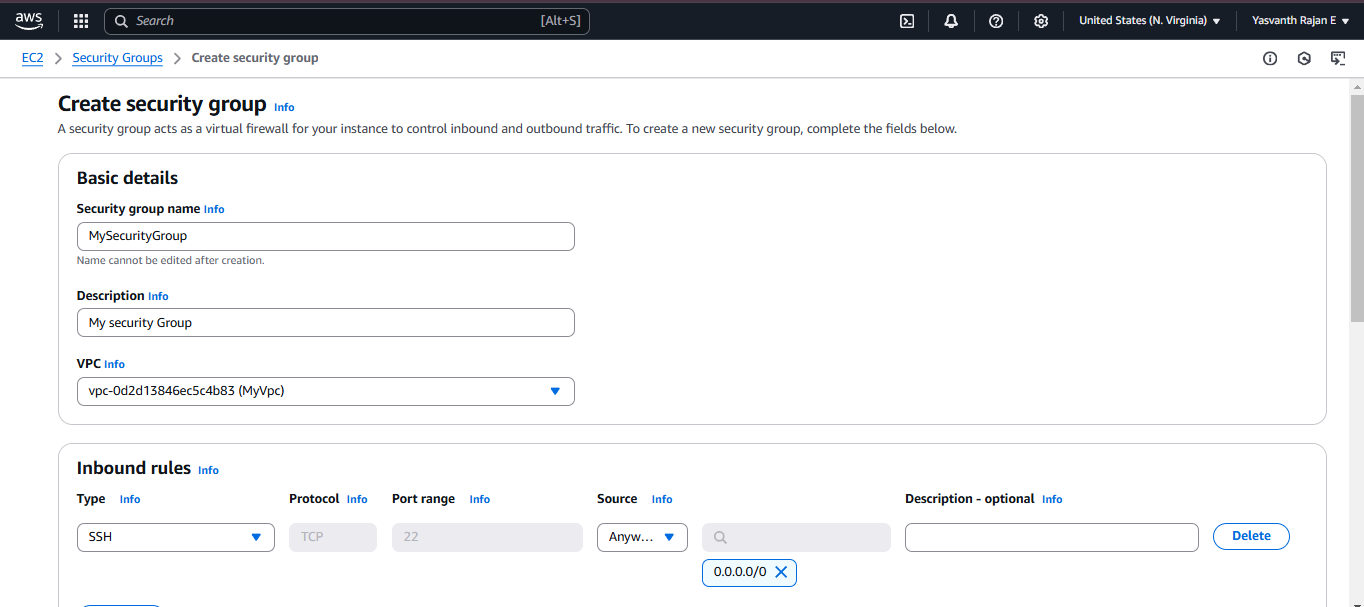 aws Search [Alt+S] United States (N. Virginia) Yasvanth Rajan E
EC2 Security Groups Create security group
Create security group Info
A security group acts as a virtual firewall for your instance to control inbound and outbound traffic. To create a new security group, complete the fields below.
Basic details
Security group name Info
MySecurityGroup
Name cannot be edited after creation.
Description Info
My security Group
VPC Info
vpc-0d2d13846ec5c4b83 (MyVpc)
Inbound rules Info
Type Info Protocol Info Port range Info Source Info Description - optional Info
SSH TCP 22 Anyw... Delete
0.0.0.0/0